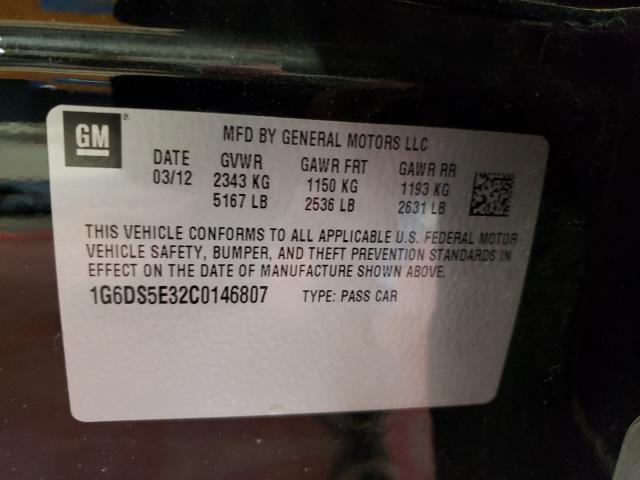 GM®
MFD BY GENERAL MOTORS LLC
DATE GVWR GAWR FRT GAWR RR
03/12 2343 KG 1150 KG 1193 KG
5167 LB 2536 LB 2631 LB
THIS VEHICLE CONFORMS TO ALL APPLICABLE U.S. FEDERAL MOTOR
VEHICLE SAFETY, BUMPER, AND THEFT PREVENTION STANDARDS IN
EFFECT ON THE DATE OF MANUFACTURE SHOWN ABOVE.
1G6DS5E32C0146807 TYPE: PASS CAR